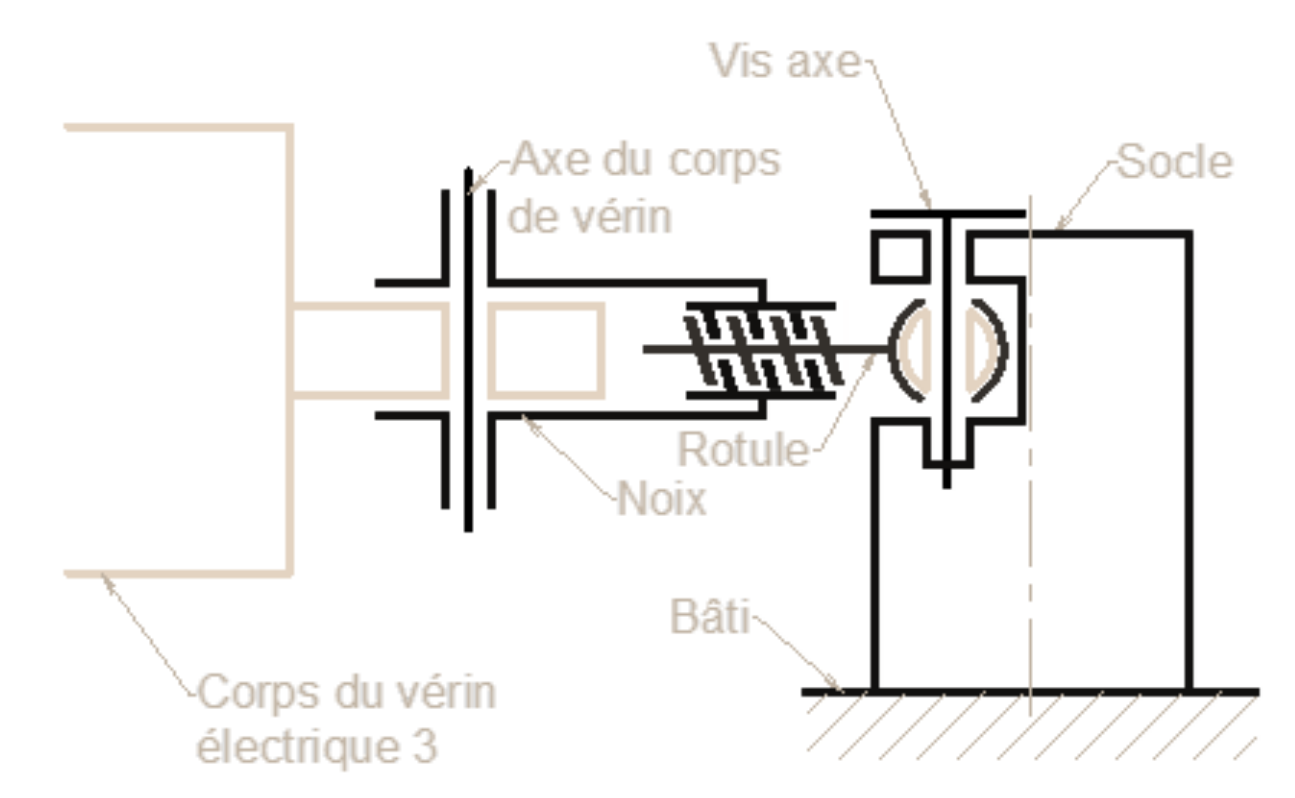 Vis axe
Axe du corps
de vérin
Socle
Rotule
Noix
Bâti
Corps du vérin
électrique 3